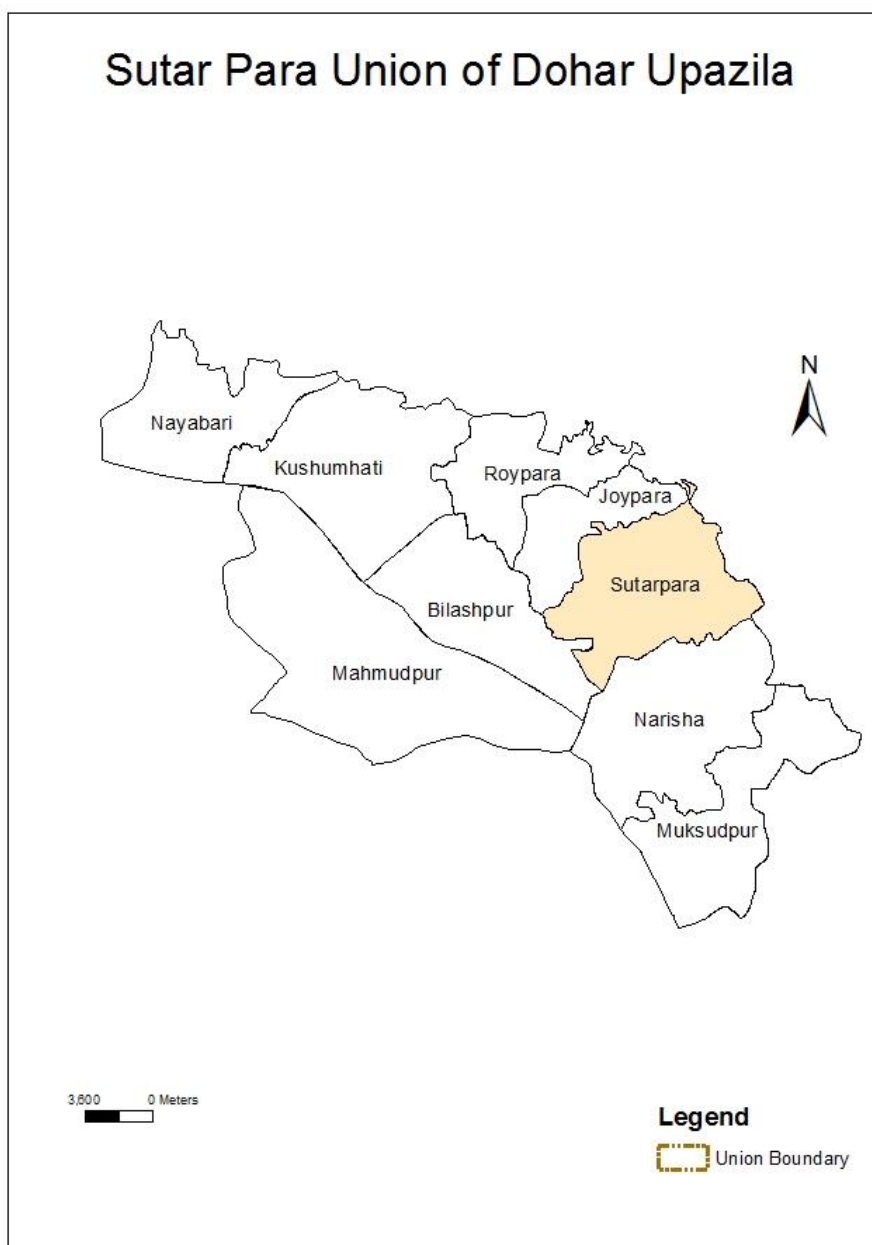 Sutar Para Union of Dohar Upazila
N
Nayabari
Kushumhati
Roypara
Joypara
Sutarpara
Bilashpur
Mahmudpur
Narisha
Muksudpur
3,600 0 Meters
Legend
Union Boundary